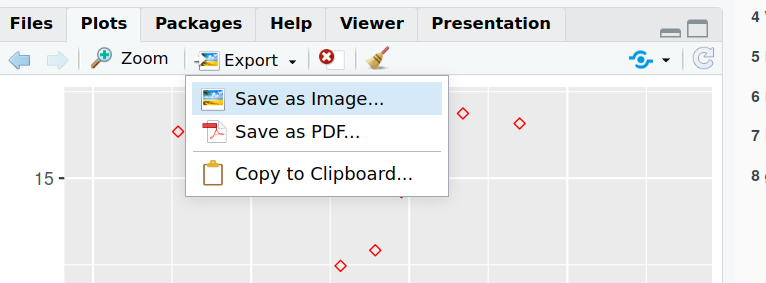 Files Plots Packages Help Viewer Presentation
Zoom Export
Save as Image...
Save as PDF...
Copy to Clipboard...
15
4
5
6
7
8